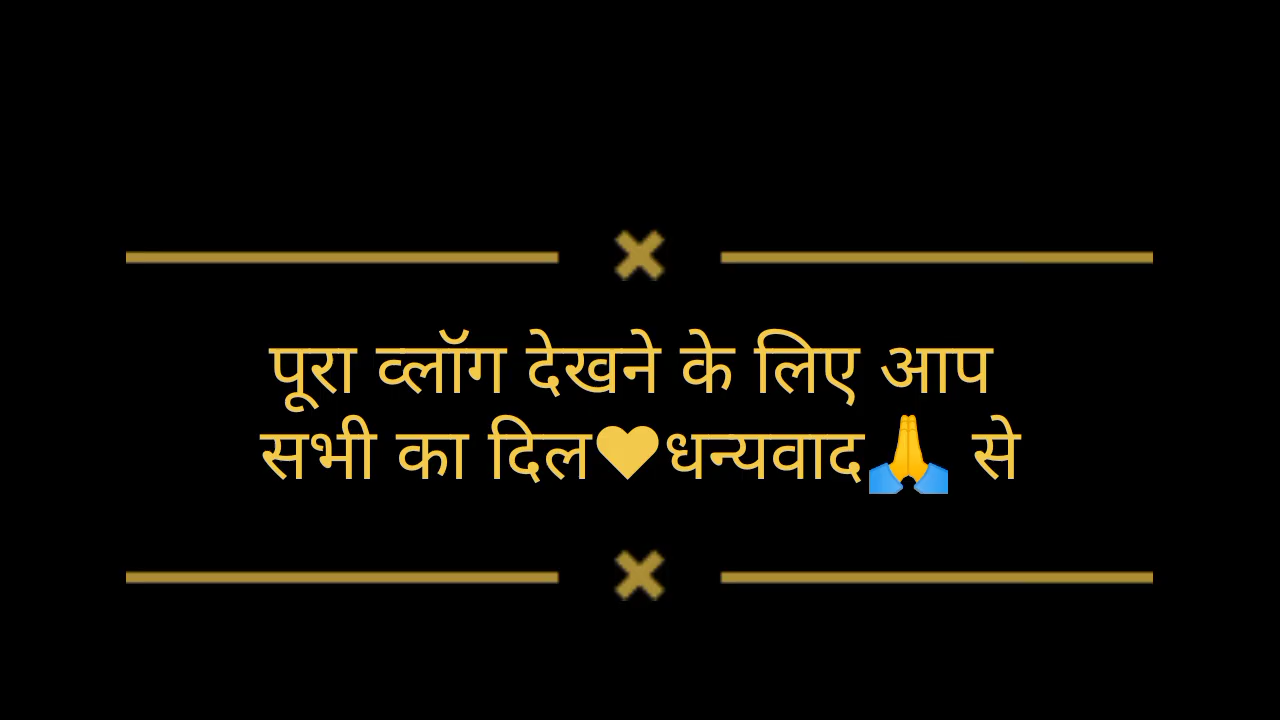 पूरा व्लॉग देखने के लिए आप
सभी का दिल♥धन्यवाद🙏 से